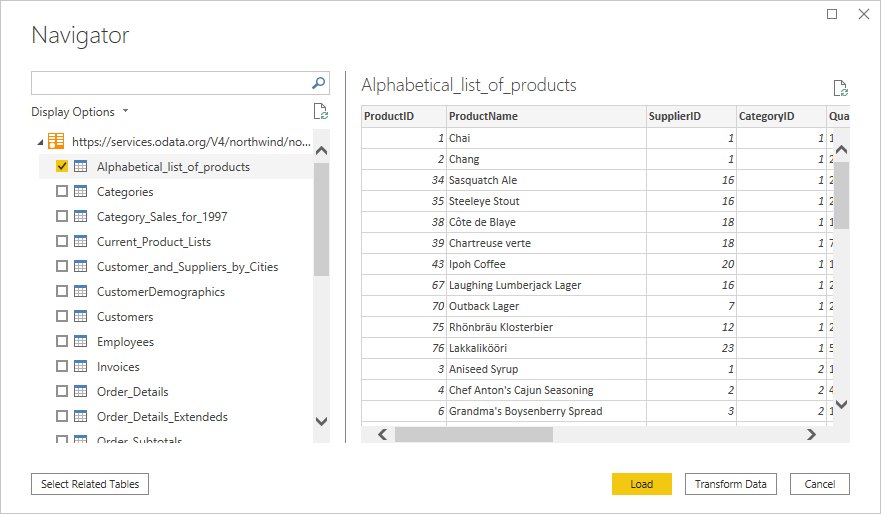 Navigator
Display Options
https://services.odata.org/V4/northwind/no...
Alphabetical_list_of_products
Categories
Category_Sales_for_1997
Current_Product_Lists
Customer_and_Suppliers_by_Cities
CustomerDemographics
Customers
Employees
Invoices
Order_Details
Order_Details_Extendeds
Order_Subtotals
Alphabetical_list_of_products
ProductID ProductName SupplierID CategoryID Qua
1 Chai 1 1 1
2 Chang 1 1 2
34 Sasquatch Ale 16 1 2
35 Steeleye Stout 16 1 2
38 Côte de Blaye 18 1 1
39 Chartreuse verte 18 1 7
43 Ipoh Coffee 20 1 1
67 Laughing Lumberjack Lager 16 1 2
70 Outback Lager 7 1 2
75 Rhönbräu Klosterbier 12 1 2
76 Lakkalikööri 23 1 5
3 Aniseed Syrup 1 2 1
4 Chef Anton's Cajun Seasoning 2 2 4
6 Grandma's Boysenberry Spread 3 2 1
Select Related Tables
Load
Transform Data
Cancel